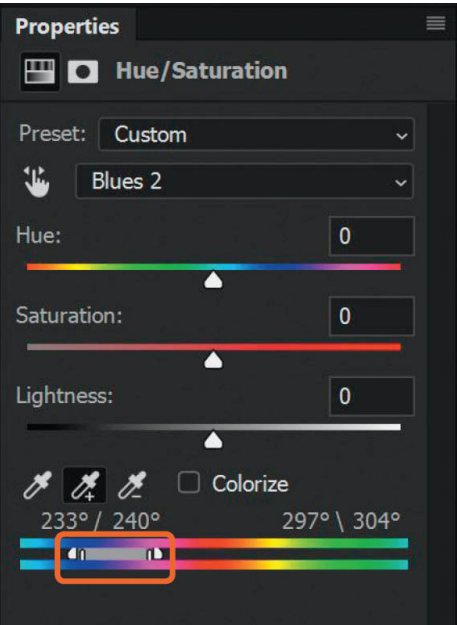 Properties
Hue/Saturation
Preset: Custom
Blues 2
Hue: 0
Saturation: 0
Lightness: 0
Colorize
233° / 240° 297° \ 304°